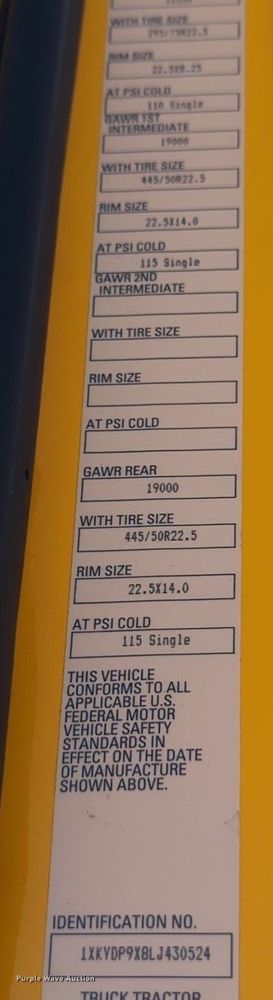 WITH TIRE SIZE
295/75R22.5
RIM SIZE
22.5X8.25
AT PSI COLD
110 Single
GAWR 1ST
INTERMEDIATE
19000
WITH TIRE SIZE
445/50R22.5
RIM SIZE
22.5X14.0
AT PSI COLD
115 Single
GAWR 2ND
INTERMEDIATE
WITH TIRE SIZE
RIM SIZE
AT PSI COLD
GAWR REAR
19000
WITH TIRE SIZE
445/50R22.5
RIM SIZE
22.5X14.0
AT PSI COLD
115 Single
THIS VEHICLE
CONFORMS TO ALL
APPLICABLE U.S.
FEDERAL MOTOR
VEHICLE SAFETY
STANDARDS IN
EFFECT ON THE DATE
OF MANUFACTURE
SHOWN ABOVE.
IDENTIFICATION NO.
1XKYDP9X8LJ430524
Purple Wave Auction
TRUCK TRACTOR